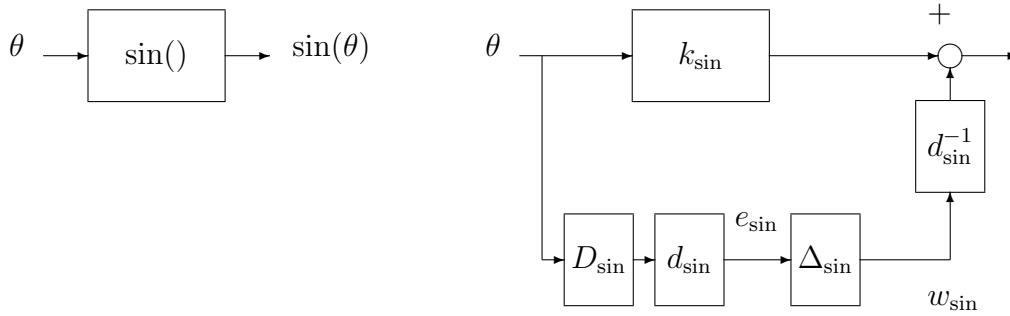 +
θ sin() sin(θ) θ k_sin
d_sin^{-1}
e_sin
D_sin d_sin Δ_sin
w_sin